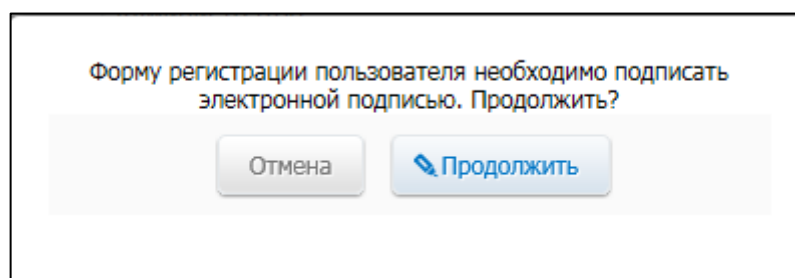 Форму регистрации пользователя необходимо подписать
электронной подписью. Продолжить?
Отмена
Продолжить